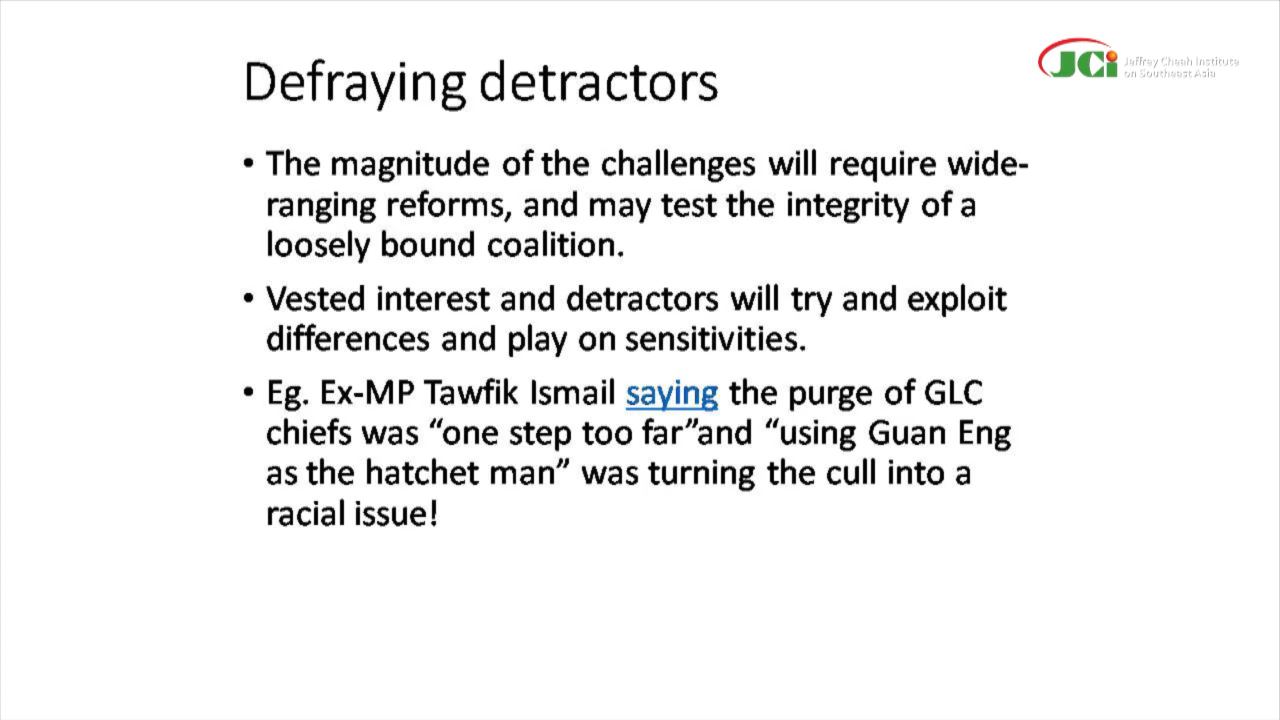 Defraying detractors
JCi Jeffrey Cheah Institute
on Southeast Asia
• The magnitude of the challenges will require wide-
ranging reforms, and may test the integrity of a
loosely bound coalition.
• Vested interest and detractors will try and exploit
differences and play on sensitivities.
• Eg. Ex-MP Tawfik Ismail saying the purge of GLC
chiefs was “one step too far”and “using Guan Eng
as the hatchet man” was turning the cull into a
racial issue!